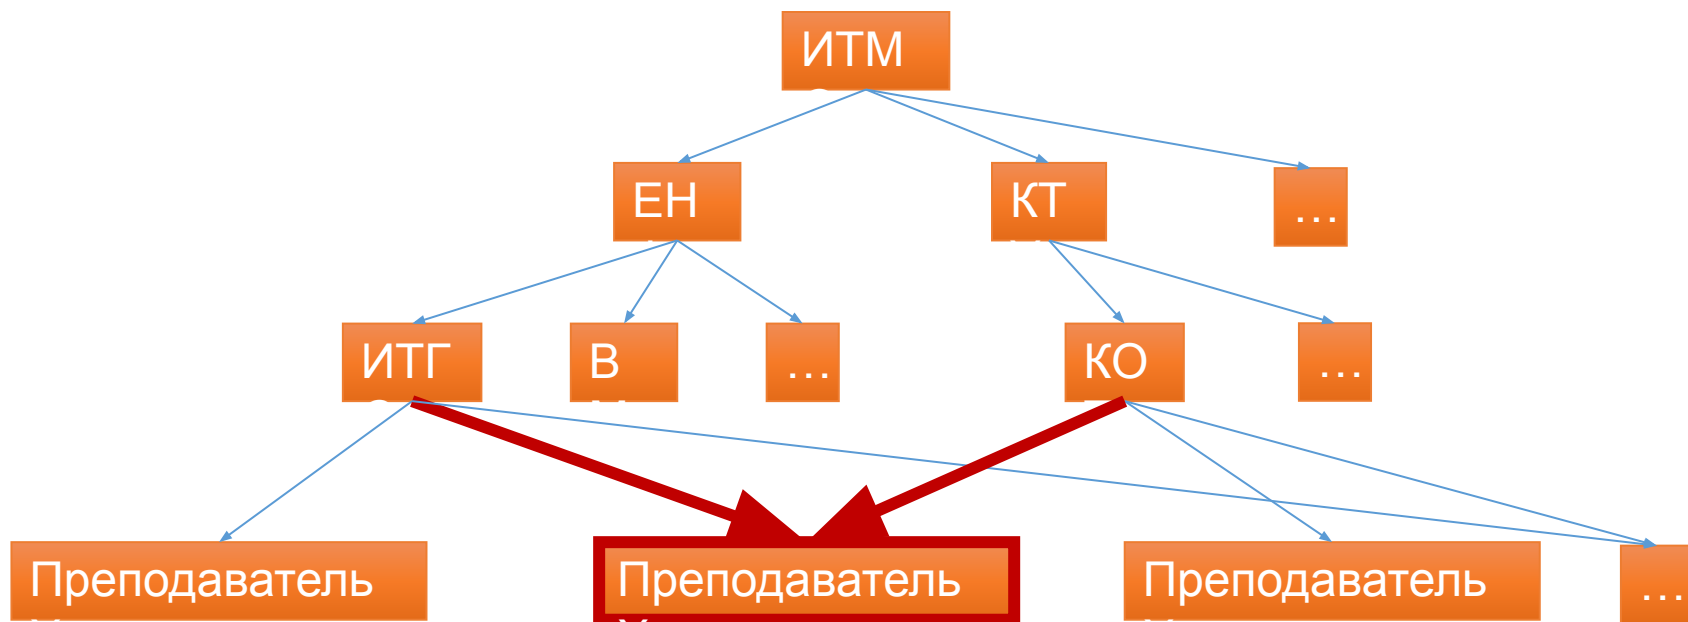 ИТМ
ЕН
КТ
...
ИТГ
В
...
КО
...
Преподаватель
Преподаватель
Преподаватель
...